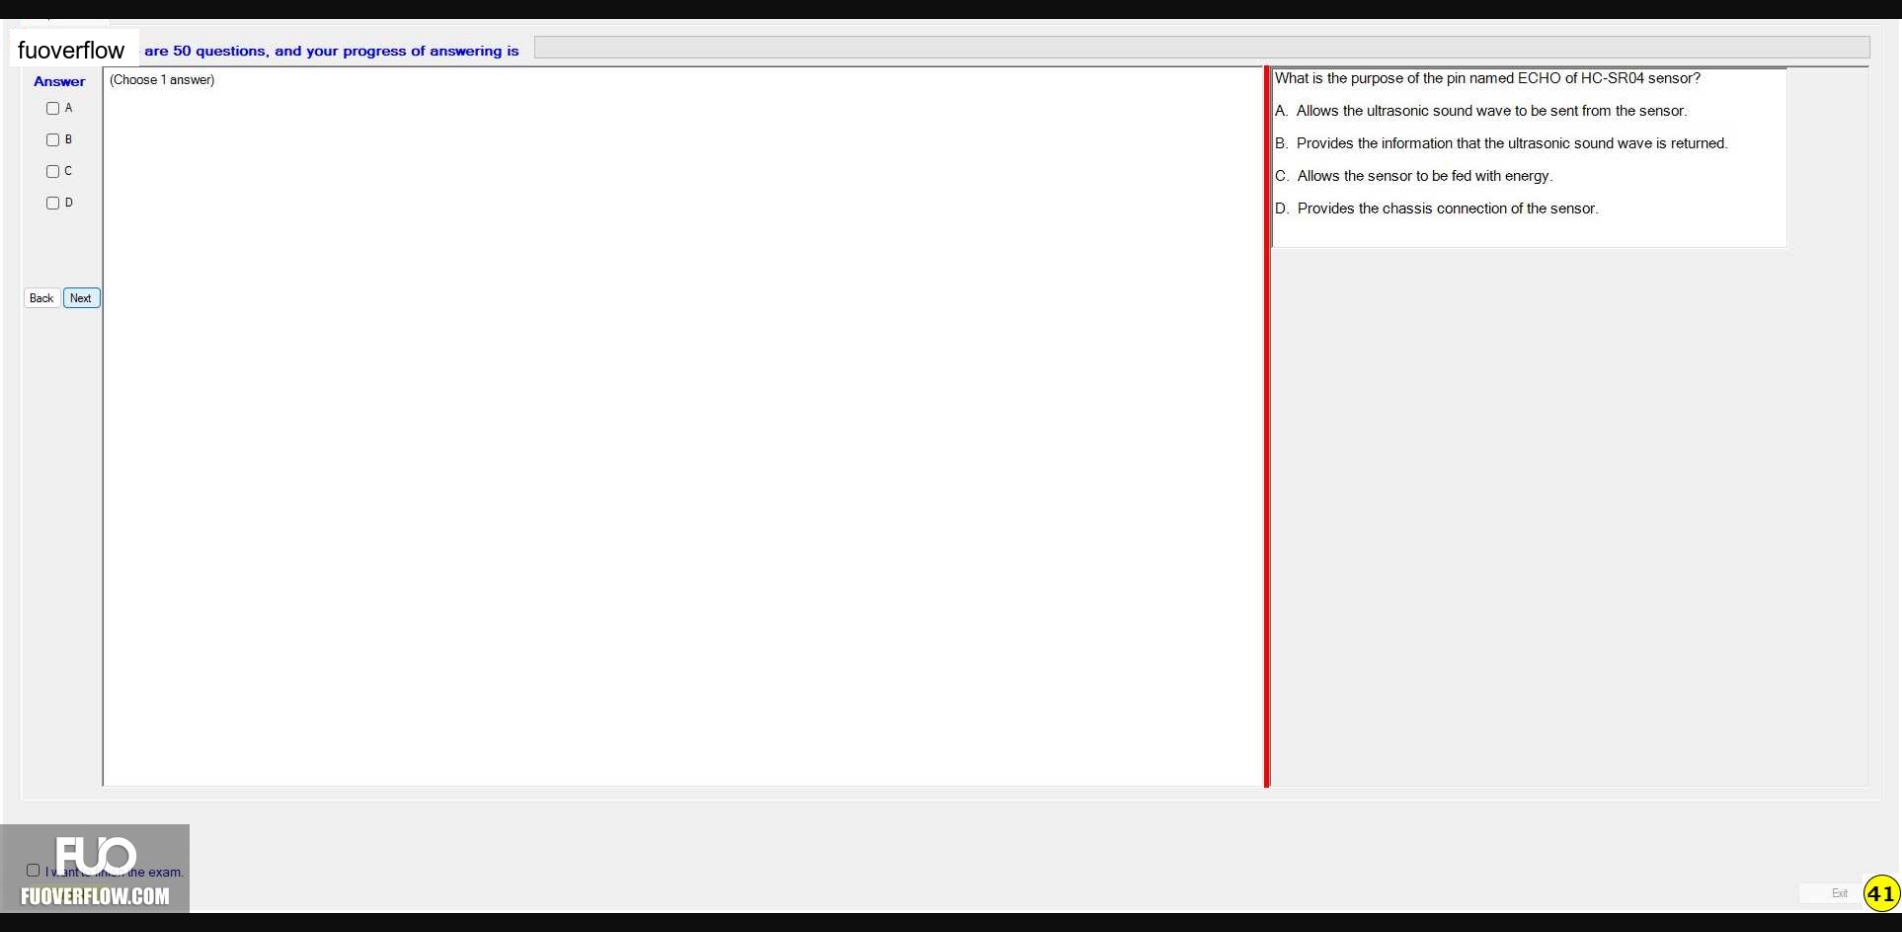 fuoverflow are 50 questions, and your progress of answering is
Answer
(Choose 1 answer)
A
B
C
D
Back Next
What is the purpose of the pin named ECHO of HC-SR04 sensor?
A. Allows the ultrasonic sound wave to be sent from the sensor.
B. Provides the information that the ultrasonic sound wave is returned.
C. Allows the sensor to be fed with energy.
D. Provides the chassis connection of the sensor.
FUO
I want to finish the exam.
FUOVERFLOW.COM
Exit
41